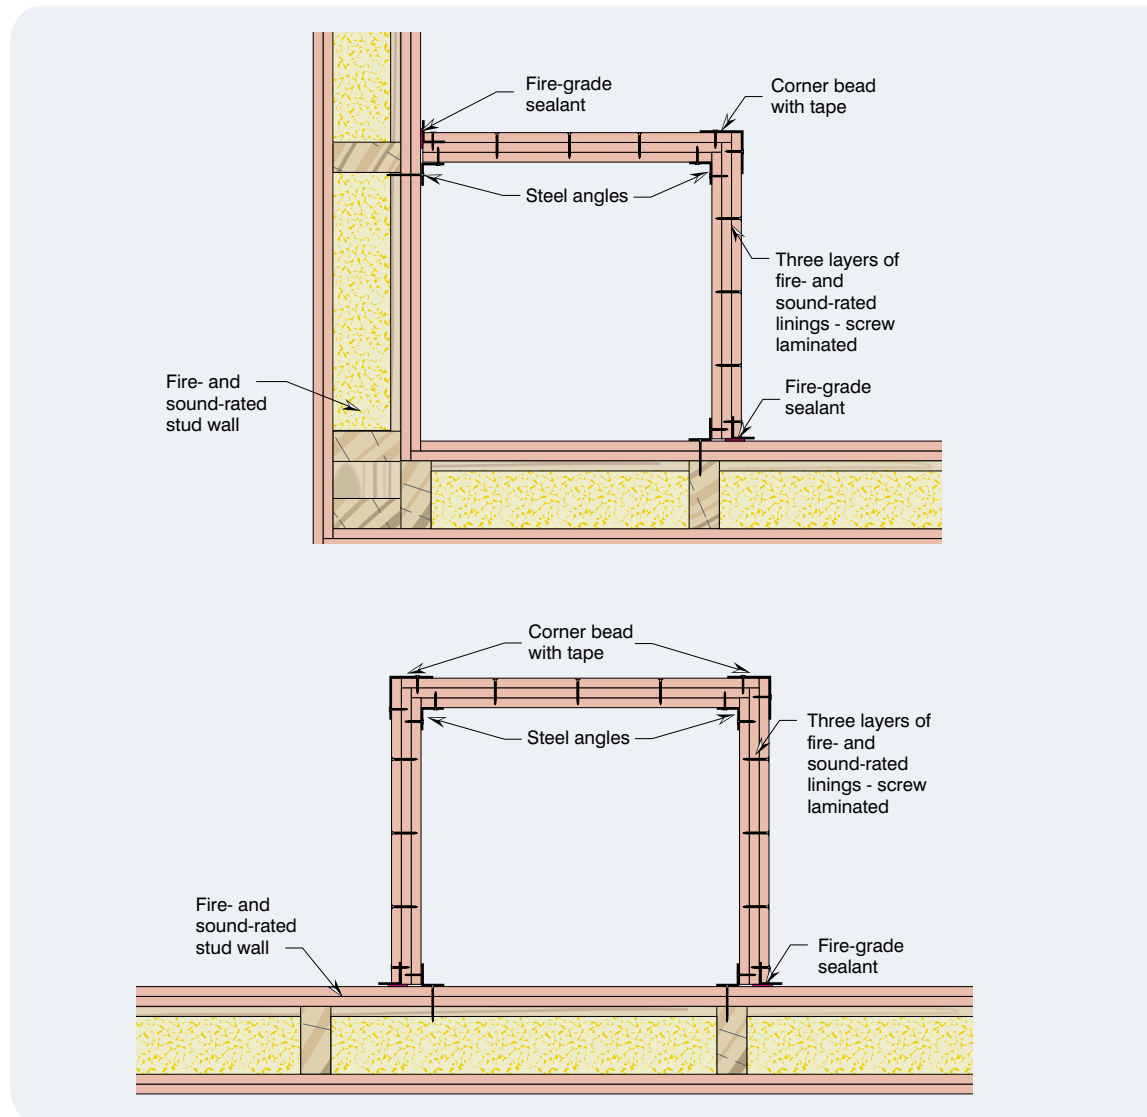 Fire-grade
sealant
Corner bead
with tape
Steel angles
Three layers of
fire- and
sound-rated
linings - screw
laminated
Fire- and
sound-rated
stud wall
Fire-grade
sealant
Corner bead
with tape
Steel angles
Three layers of
fire- and
sound-rated
linings - screw
laminated
Fire- and
sound-rated
stud wall
Fire-grade
sealant